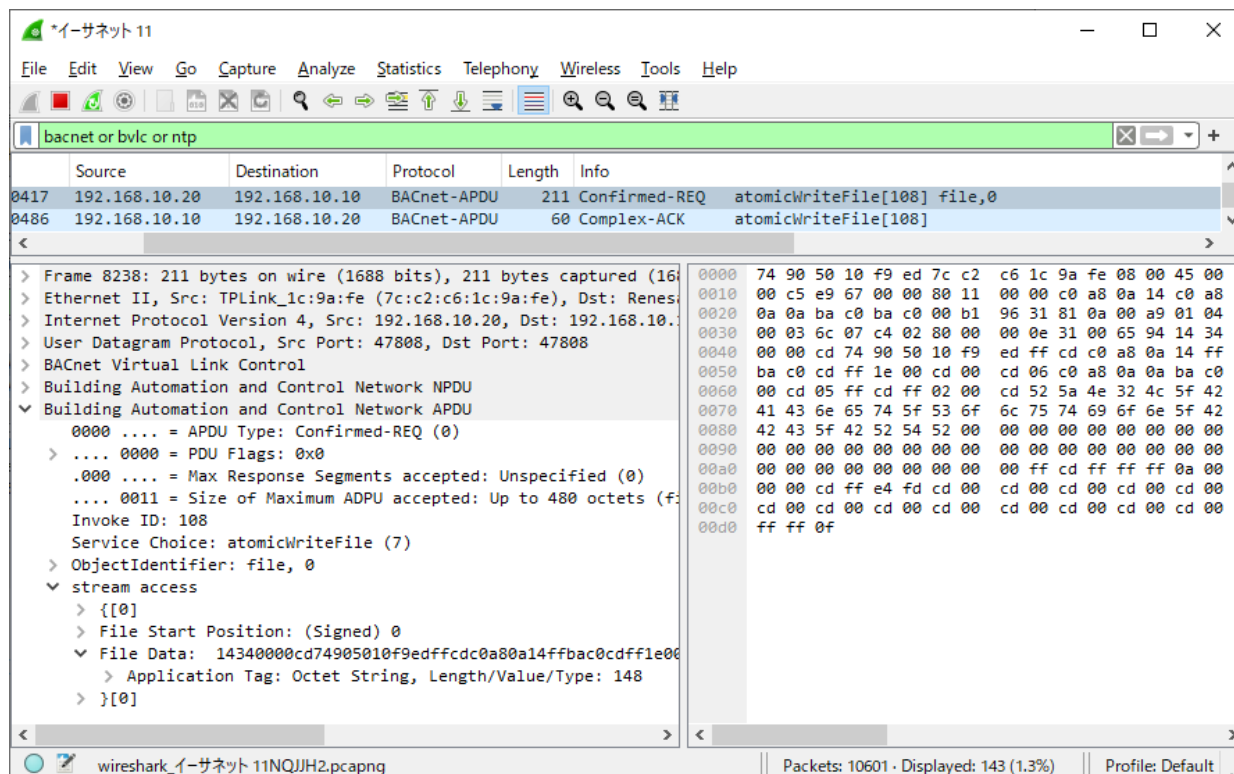 *イーサネット 11
File Edit View Go Capture Analyze Statistics Telephony Wireless Tools Help
bacnet or bvlc or ntp
Source Destination Protocol Length Info
0417 192.168.10.20 192.168.10.10 BACnet-APDU 211 Confirmed-REQ atomicWriteFile[108] file,0
0486 192.168.10.10 192.168.10.20 BACnet-APDU 60 Complex-ACK atomicWriteFile[108]
Frame 8238: 211 bytes on wire (1688 bits), 211 bytes captured (168
Ethernet II, Src: TPLink_1c:9a:fe (7c:c2:c6:1c:9a:fe), Dst: Renesa
Internet Protocol Version 4, Src: 192.168.10.20, Dst: 192.168.10.1
User Datagram Protocol, Src Port: 47808, Dst Port: 47808
BACnet Virtual Link Control
Building Automation and Control Network NPDU
Building Automation and Control Network APDU
0000 .... = APDU Type: Confirmed-REQ (0)
.... 0000 = PDU Flags: 0x0
.000 .... = Max Response Segments accepted: Unspecified (0)
.... 0011 = Size of Maximum ADPU accepted: Up to 480 octets (fi
Invoke ID: 108
Service Choice: atomicWriteFile (7)
ObjectIdentifier: file, 0
stream access
{[0]
File Start Position: (Signed) 0
File Data: 14340000cd74905010f9edffcdc0a80a14ffbac0cdff1e00
Application Tag: Octet String, Length/Value/Type: 148
}[0]
0000 74 90 50 10 f9 ed 7c c2 c6 1c 9a fe 08 00 45 00
0010 00 c5 e9 67 00 00 80 11 00 00 c0 a8 0a 14 c0 a8
0020 0a 0a ba c0 ba c0 00 b1 96 31 81 0a 00 a9 01 04
0030 00 03 6c 07 c4 02 80 00 00 0e 31 00 65 94 14 34
0040 00 00 cd 74 90 50 10 f9 ed ff cd c0 a8 0a 14 ff
0050 ba c0 cd ff 1e 00 cd 00 cd 06 c0 a8 0a 0a ba c0
0060 00 cd 05 ff cd ff 02 00 cd 52 5a 4e 32 4c 5f 42
0070 41 43 6e 65 74 5f 53 6f 6c 75 74 69 6f 6e 5f 42
0080 42 43 5f 42 52 54 52 00 00 00 00 00 00 00 00 00
0090 00 00 00 00 00 00 00 00 00 00 00 00 00 00 00 00
00a0 00 00 00 00 00 00 00 00 00 ff cd ff ff ff 0a 00
00b0 00 00 cd ff e4 fd cd 00 cd 00 cd 00 cd 00 cd 00
00c0 cd 00 cd 00 cd 00 cd 00 cd 00 cd 00 cd 00 cd 00
00d0 ff ff 0f
wireshark_イーサネット 11NQJJH2.pcapng Packets: 10601 · Displayed: 143 (1.3%) Profile: Default